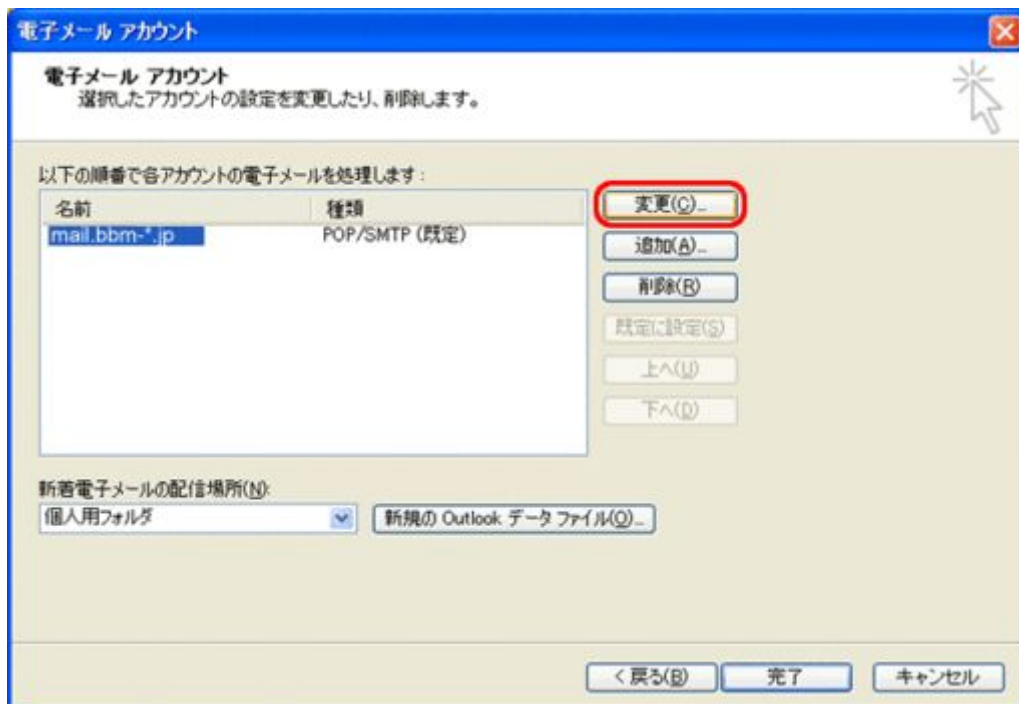 電子メール アカウント
電子メール アカウント
選択したアカウントの設定を変更したり、削除します。
以下の順番で各アカウントの電子メールを処理します:
名前 種類
mail.bbm-*.jp POP/SMTP (既定)
変更(C)...
追加(A)...
削除(R)
既定に設定(S)
上へ(U)
下へ(D)
新着電子メールの配信場所(N):
個人用フォルダ
新規の Outlook データ ファイル(O)...
< 戻る(B)
完了
キャンセル